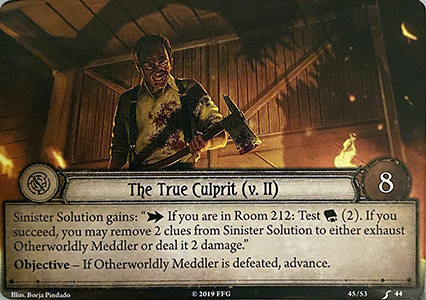 The True Culprit (v. II)
8
Sinister Solution gains: “ If you are in Room 212: Test (2). If you
succeed, you may remove 2 clues from Sinister Solution to either exhaust
Otherworldly Meddler or deal it 2 damage.”
Objective – If Otherworldly Meddler is defeated, advance.
Illus. Borja Pindado
© 2019 FFG
45/53
44